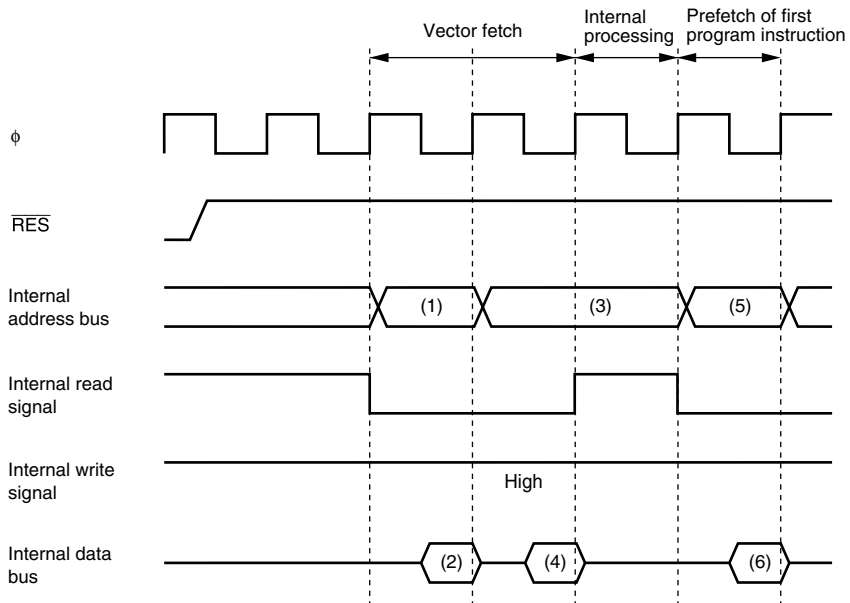 Vector fetch
Internal
processing
Prefetch of first
program instruction
ϕ
RES
Internal
address bus
(1)
(3)
(5)
Internal read
signal
Internal write
signal
High
Internal data
bus
(2)
(4)
(6)